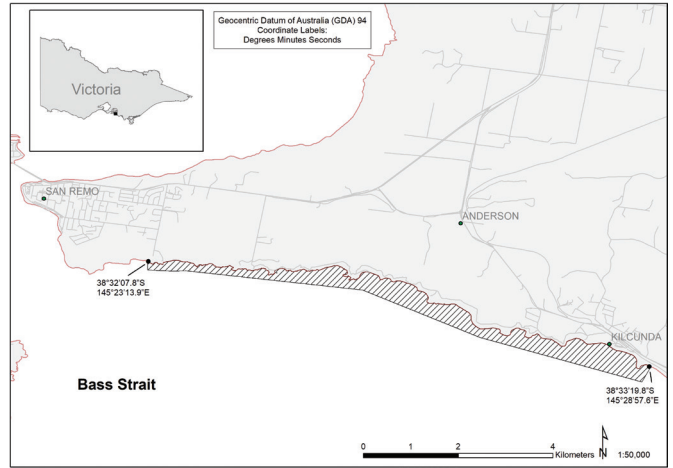 Geocentric Datum of Australia (GDA) 94
Coordinate Labels:
Degrees Minutes Seconds
Victoria
SAN REMO
ANDERSON
38°32'07.8"S
145°23'13.9"E
KILCUNDA
38°33'19.8"S
145°28'57.6"E
Bass Strait
0 1 2 4
Kilometers
N
1:50,000